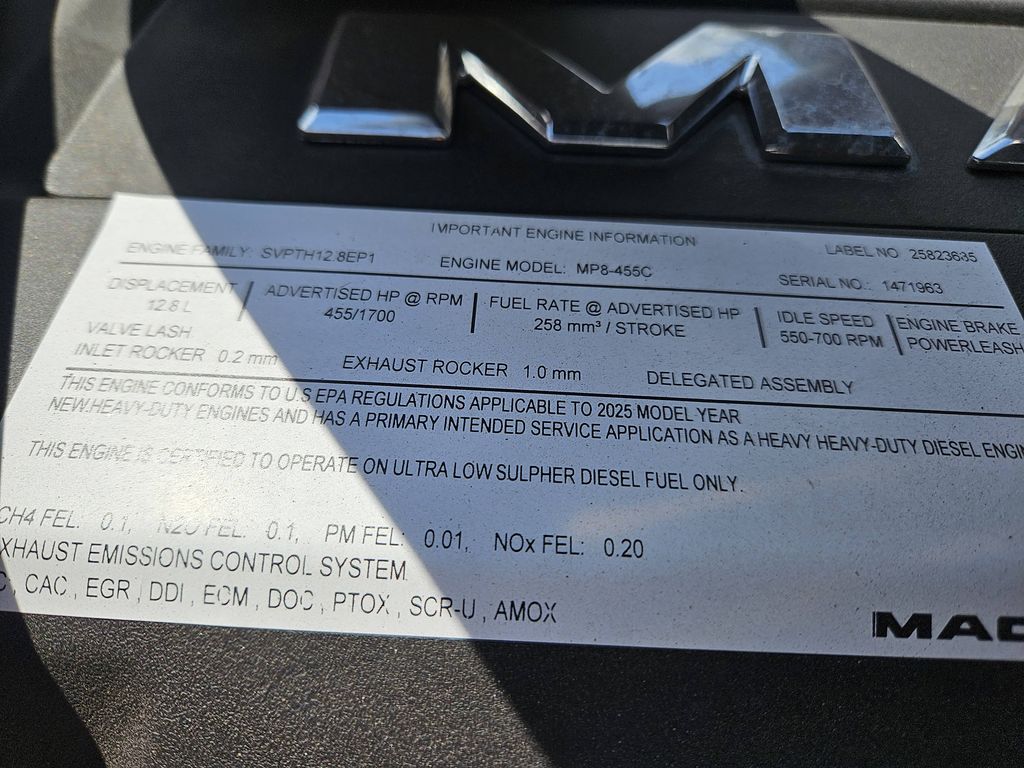 M
IMPORTANT ENGINE INFORMATION
ENGINE FAMILY: SVPTH12.8EP1 ENGINE MODEL: MP8-455C LABEL NO 25823685
SERIAL NO.: 1471963
DISPLACEMENT ADVERTISED HP @ RPM FUEL RATE @ ADVERTISED HP IDLE SPEED ENGINE BRAKE
12.8 L 455/1700 258 mm³ / STROKE 550-700 RPM POWERLEASH
VALVE LASH
INLET ROCKER 0.2 mm EXHAUST ROCKER 1.0 mm DELEGATED ASSEMBLY
THIS ENGINE CONFORMS TO U.S EPA REGULATIONS APPLICABLE TO 2025 MODEL YEAR
NEW.HEAVY-DUTY ENGINES AND HAS A PRIMARY INTENDED SERVICE APPLICATION AS A HEAVY HEAVY-DUTY DIESEL ENGIN
THIS ENGINE IS CERTIFIED TO OPERATE ON ULTRA LOW SULPHER DIESEL FUEL ONLY.
CH4 FEL: 0.1, N2O FEL: 0.1, PM FEL: 0.01, NOx FEL: 0.20
XHAUST EMISSIONS CONTROL SYSTEM
C, CAC, EGR, DDI, ECM, DOC, PTOX, SCR-U, AMOX
MAC